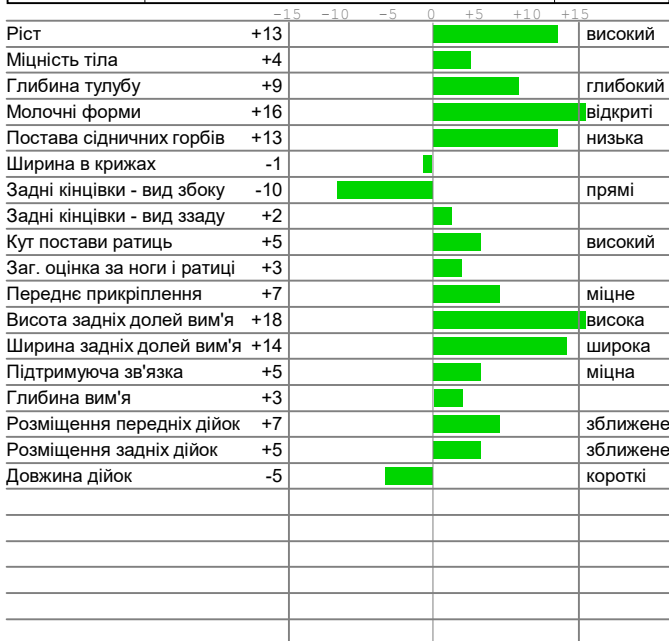 -15 -10 -5 0 +5 +10 +15
Ріст +13 високий
Міцність тіла +4
Глибина тулубу +9 глибокий
Молочні форми +16 відкриті
Постава сідничних горбів +13 низька
Ширина в крижах -1
Задні кінцівки - вид збоку -10 прямі
Задні кінцівки - вид ззаду +2
Кут постави ратиць +5 високий
Заг. оцінка за ноги і ратиці +3
Переднє прикріплення +7 міцне
Висота задніх долей вим'я +18 висока
Ширина задніх долей вим'я +14 широка
Підтримуюча зв'язка +5 міцна
Глибина вим'я +3
Розміщення передніх дійок +7 зближене
Розміщення задніх дійок +5 зближене
Довжина дійок -5 короткі